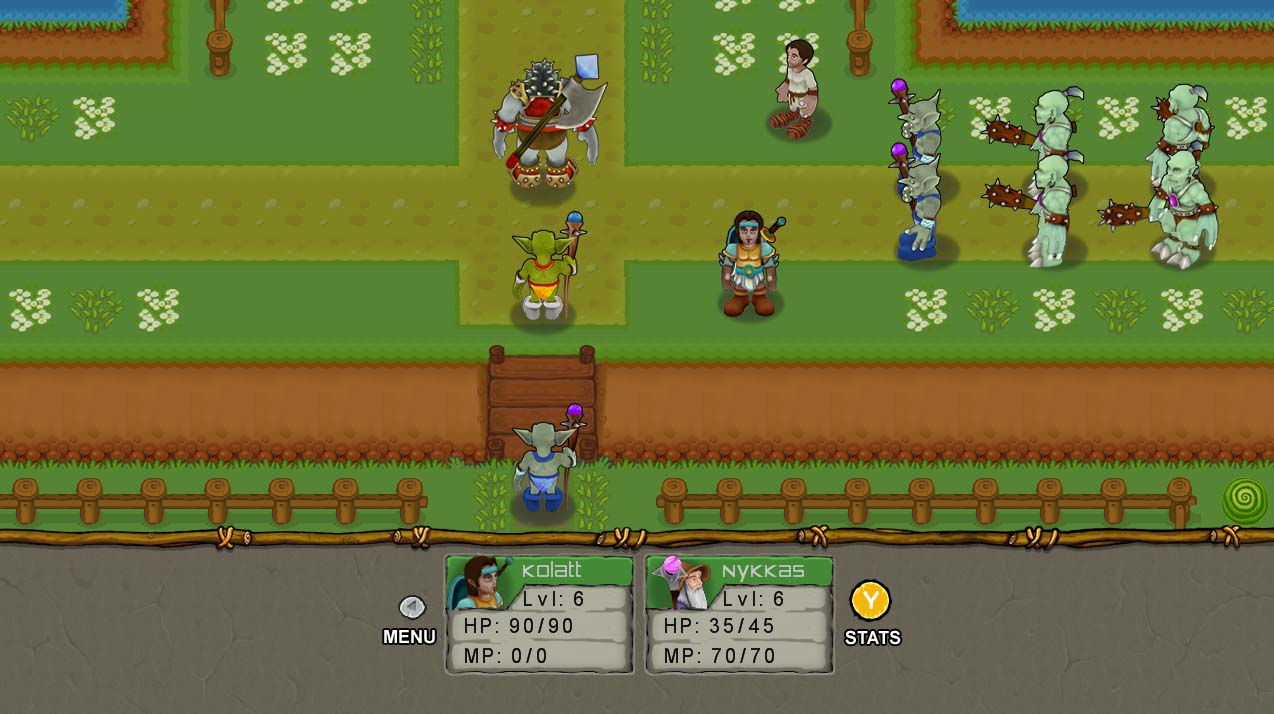 Kolatt
Lvl: 6
HP: 90/90
MP: 0/0
Nykkas
Lvl: 6
HP: 35/45
MP: 70/70
MENU
Y
STATS